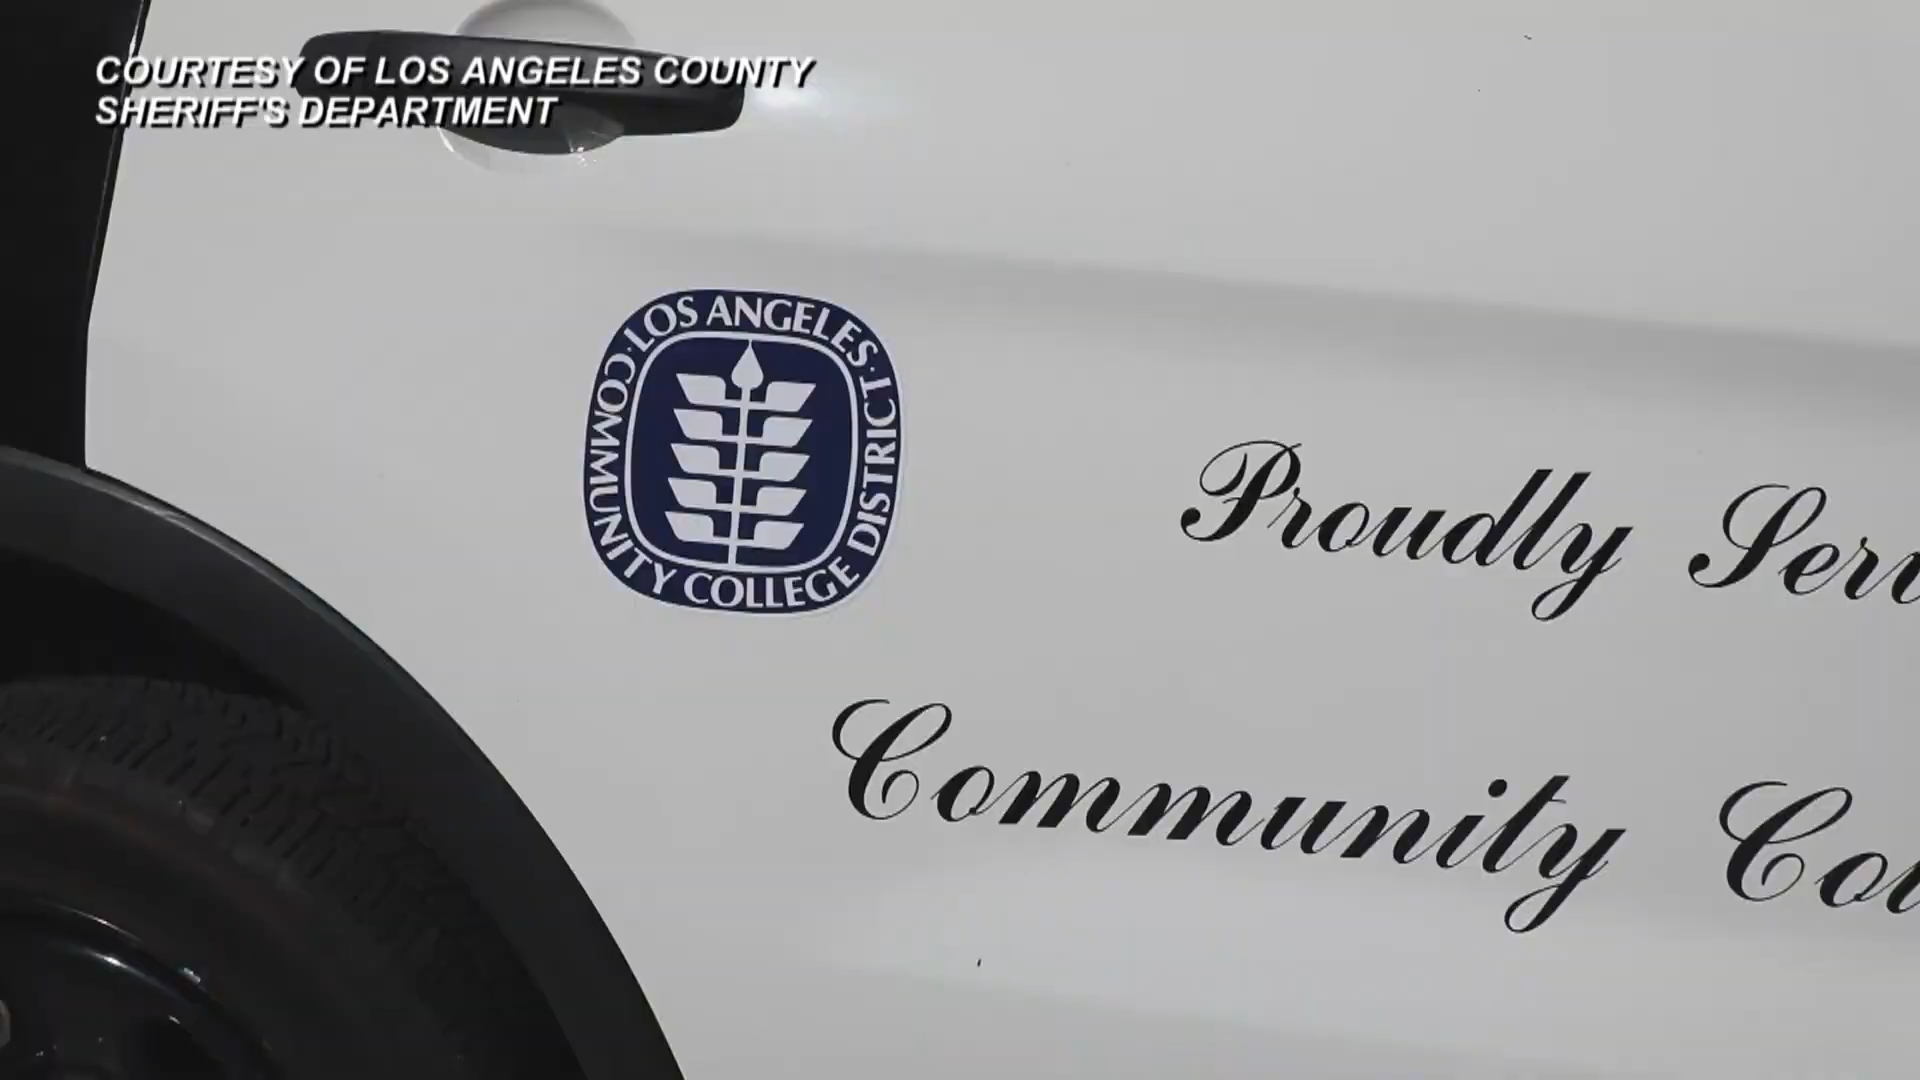 COURTESY OF LOS ANGELES COUNTY
SHERIFF'S DEPARTMENT
LOS ANGELES · COMMUNITY COLLEGE DISTRICT ·
Proudly
Community